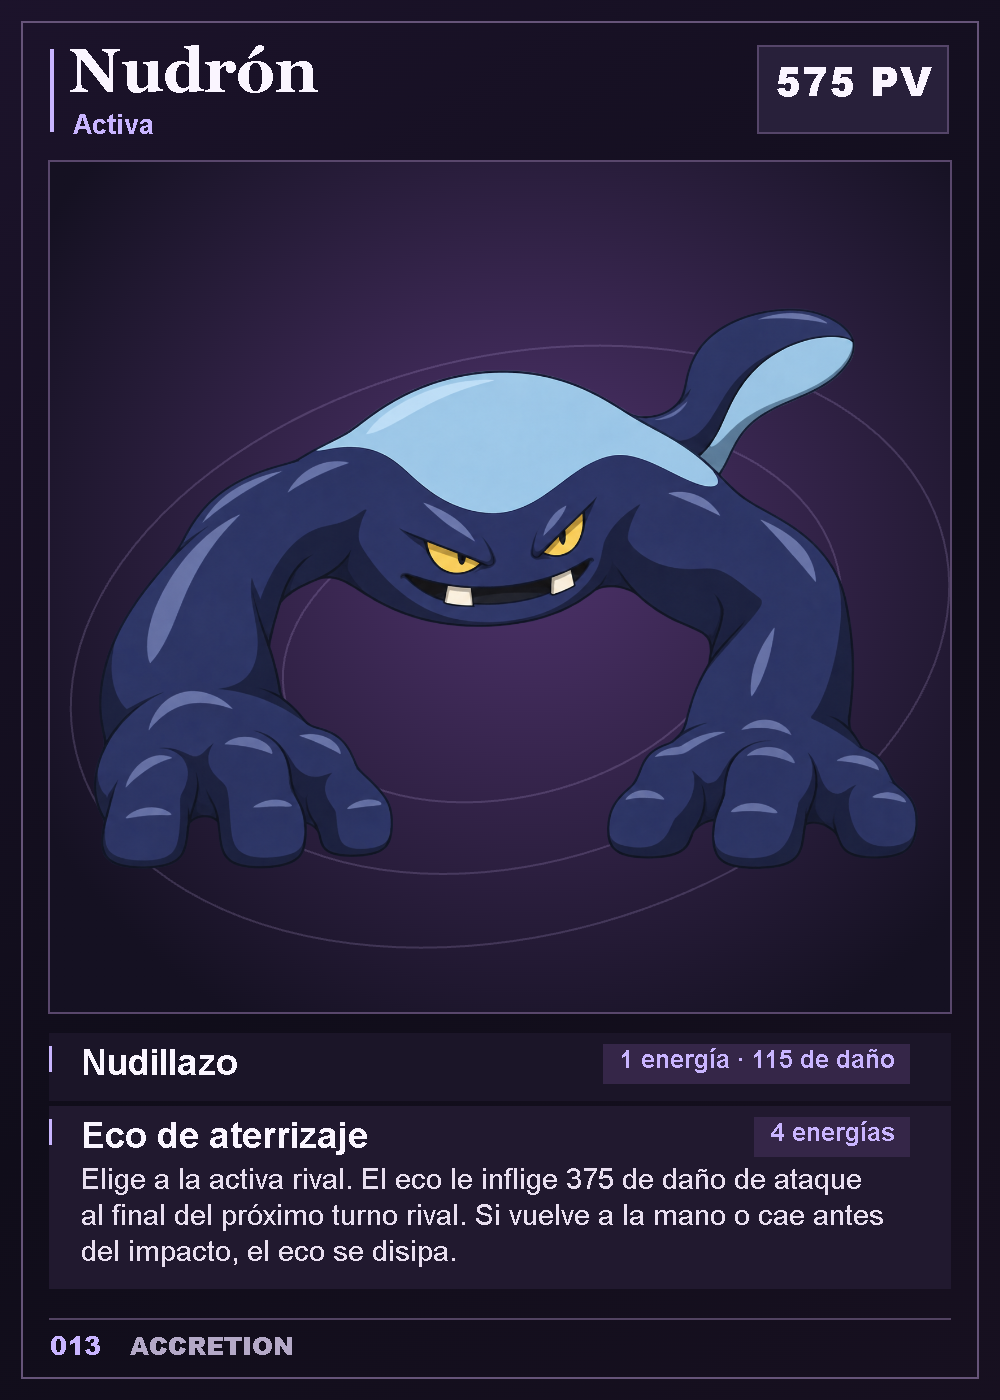 Nudrón
575 PV
Activa
Nudillazo
1 energía · 115 de daño
Eco de aterrizaje
4 energías
Elige a la activa rival. El eco le inflige 375 de daño de ataque
al final del próximo turno rival. Si vuelve a la mano o cae antes
del impacto, el eco se disipa.
013 ACCRETION